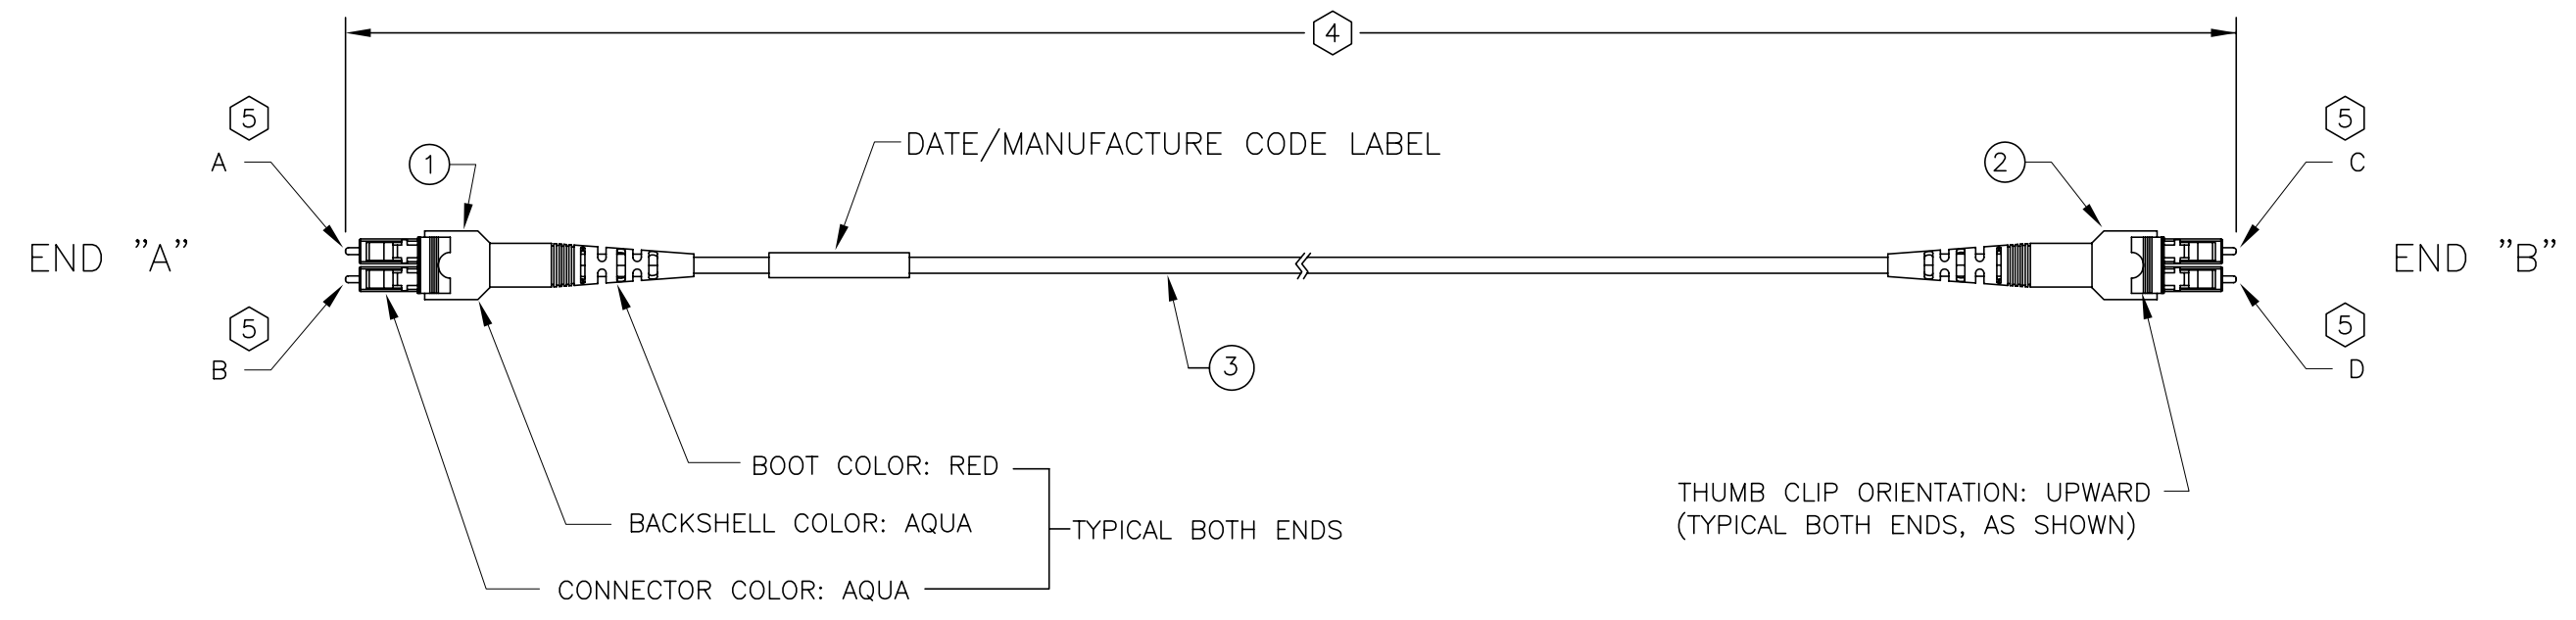 4
5
A
1
DATE/MANUFACTURE CODE LABEL
2
5
C
END "A"
END "B"
5
B
3
5
D
BOOT COLOR: RED
BACKSHELL COLOR: AQUA
TYPICAL BOTH ENDS
CONNECTOR COLOR: AQUA
THUMB CLIP ORIENTATION: UPWARD
(TYPICAL BOTH ENDS, AS SHOWN)